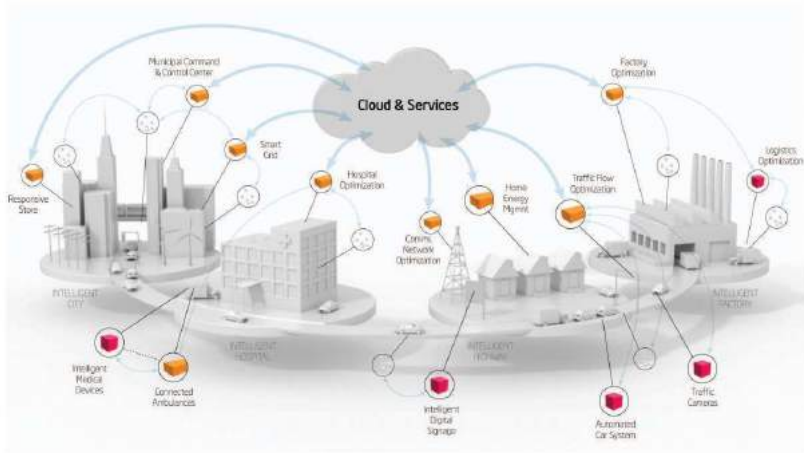 Municipal Command
& Control Center
Factory
Optimization
Cloud & Services
Smart
Grid
Logistics
Optimization
Responsive
Store
Hospital
Optimization
Home
Energy
Mgmt
Traffic Flow
Optimization
Comms
Network
Optimization
INTELLIGENT
CITY
INTELLIGENT
HOSPITAL
INTELLIGENT
HIGHWAY
INTELLIGENT
FACTORY
Intelligent
Medical
Devices
Connected
Ambulances
Intelligent
Digital
Signage
Automated
Car System
Traffic
Cameras